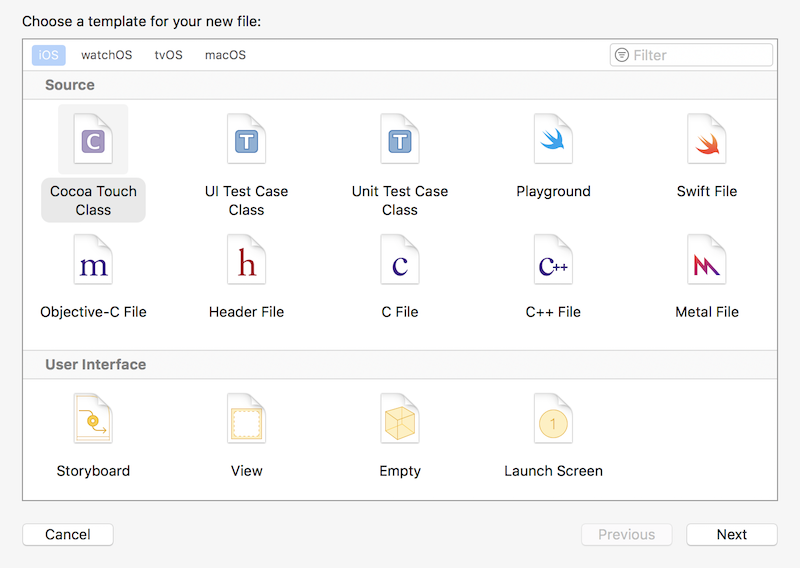 Choose a template for your new file:
iOS watchOS tvOS macOS Filter
Source
C T T
Cocoa Touch Class UI Test Case Class Unit Test Case Class Playground Swift File
m h c C++
Objective-C File Header File C File C++ File Metal File
User Interface
1
Storyboard View Empty Launch Screen
Cancel Previous Next